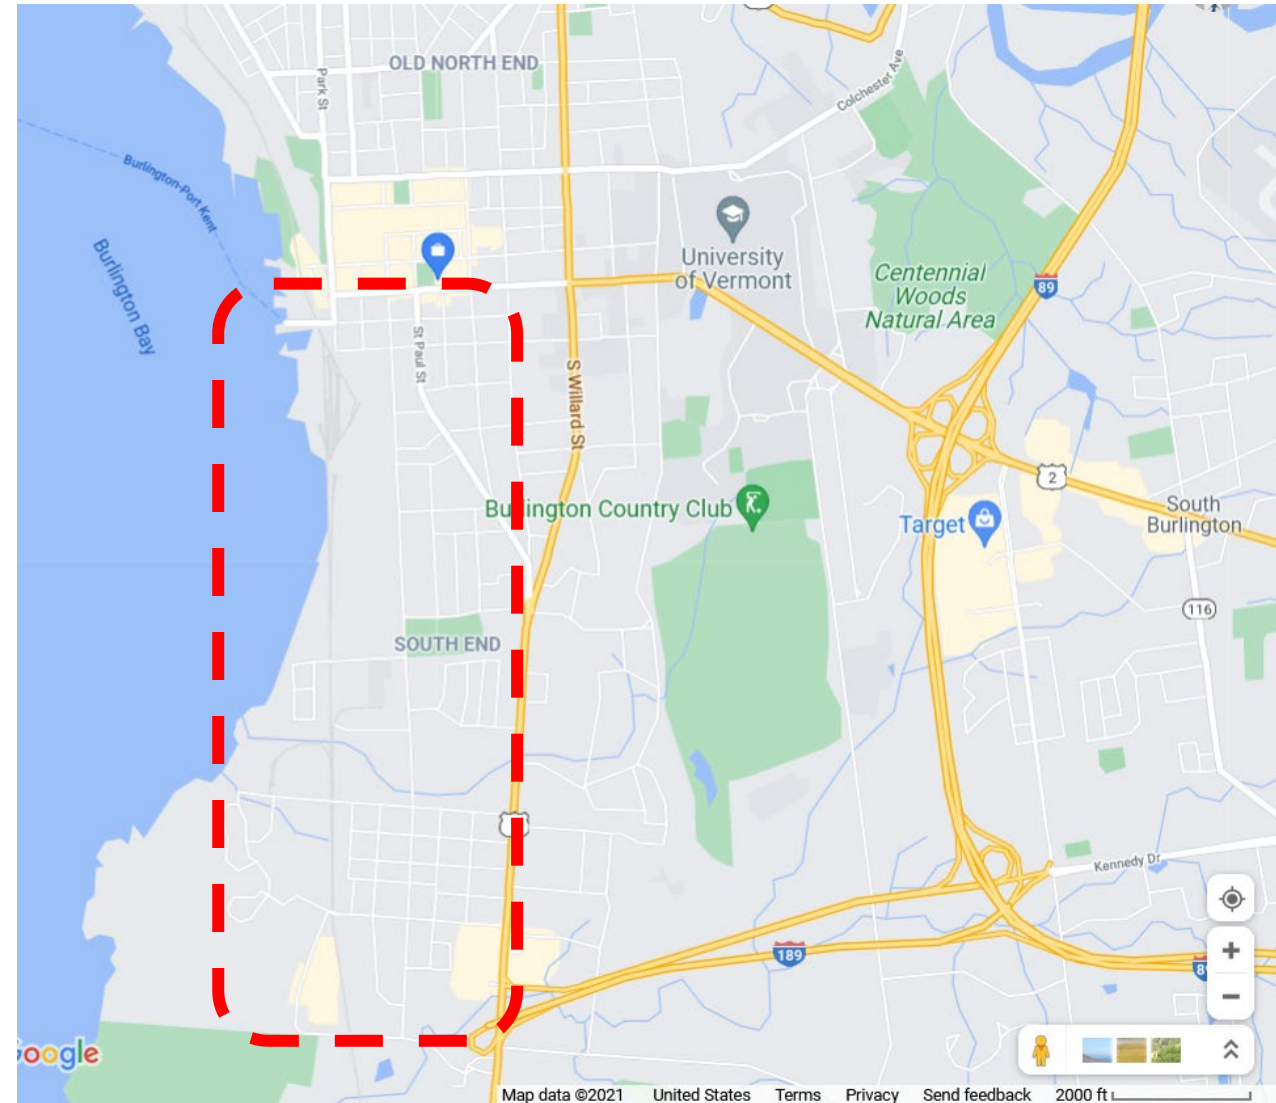 OLD NORTH END
Park St
Colchester Ave
Burlington-Port Kent
Burlington Bay
University
of Vermont
Centennial
Woods
Natural Area
89
St Paul St
S Willard St
2
Burlington Country Club
Target
South
Burlington
116
SOUTH END
Kennedy Dr
189
Google
Map data ©2021 United States Terms Privacy Send feedback 2000 ft